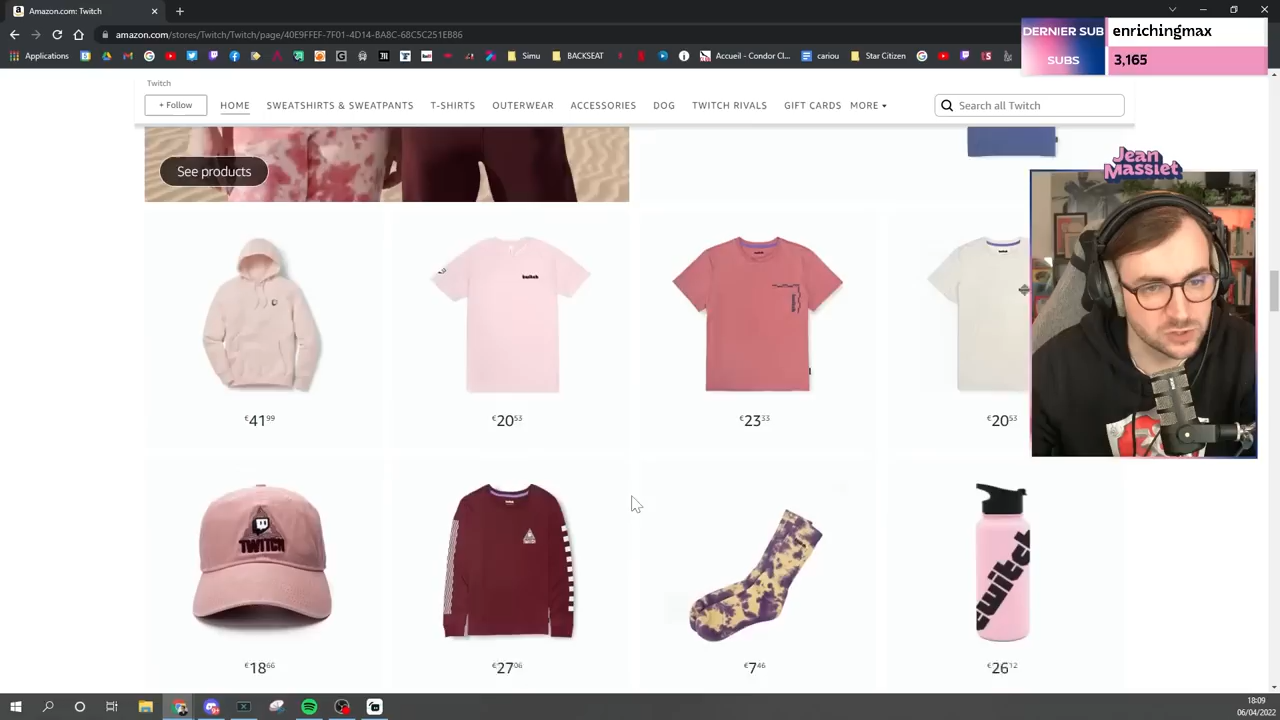 Amazon.com: Twitch
amazon.com/stores/Twitch/Twitch/page/40E9FFEF-7F01-4D14-BA8C-68C5C251EB86
Applications
Simu
BACKSEAT
Accueil - Condor Cl...
cariou
Star Citizen
DERNIER SUB
enrichingmax
SUBS
3,165
Twitch
+ Follow
HOME
SWEATSHIRTS & SWEATPANTS
T-SHIRTS
OUTERWEAR
ACCESSORIES
DOG
TWITCH RIVALS
GIFT CARDS
MORE
Search all Twitch
See products
Jean
Massiet
twitch
€41.99
€20.53
€23.33
€20.53
TWITCH
twitch
€18.66
€27.06
€7.46
€26.12
18:09
06/04/2022